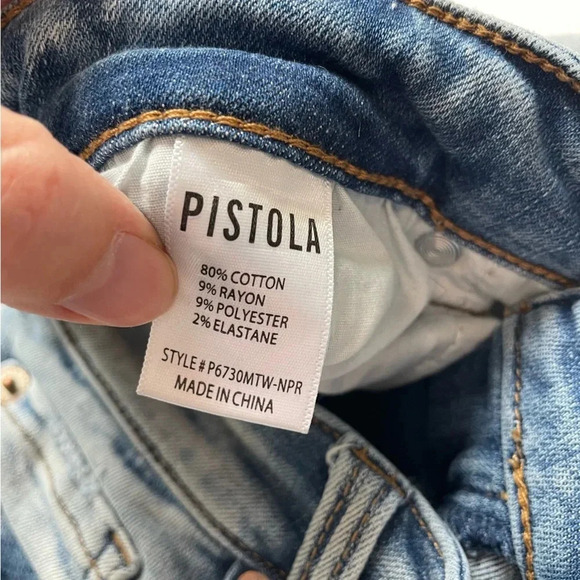 PISTOLA
80% COTTON
9% RAYON
9% POLYESTER
2% ELASTANE
STYLE # P6730MTW-NPR
MADE IN CHINA